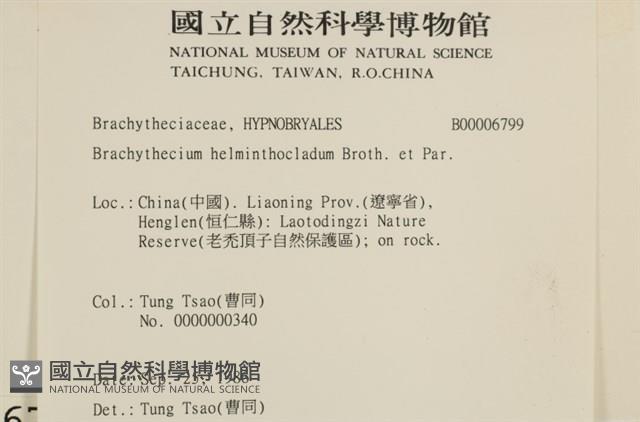 國立自然科學博物館
NATIONAL MUSEUM OF NATURAL SCIENCE
TAICHUNG, TAIWAN, R.O.CHINA
Brachytheciaceae, HYPNOBRYALES B00006799
Brachythecium helminthocladum Broth. et Par.
Loc.: China(中國). Liaoning Prov.(遼寧省),
Henglen(恒仁縣): Laotodingzi Nature
Reserve(老禿頂子自然保護區); on rock.
Col.: Tung Tsao(曹同)
No. 0000000340
國立自然科學博物館
NATIONAL MUSEUM OF NATURAL SCIENCE
Date: Sep.
Det.: Tung Tsao(曹同)